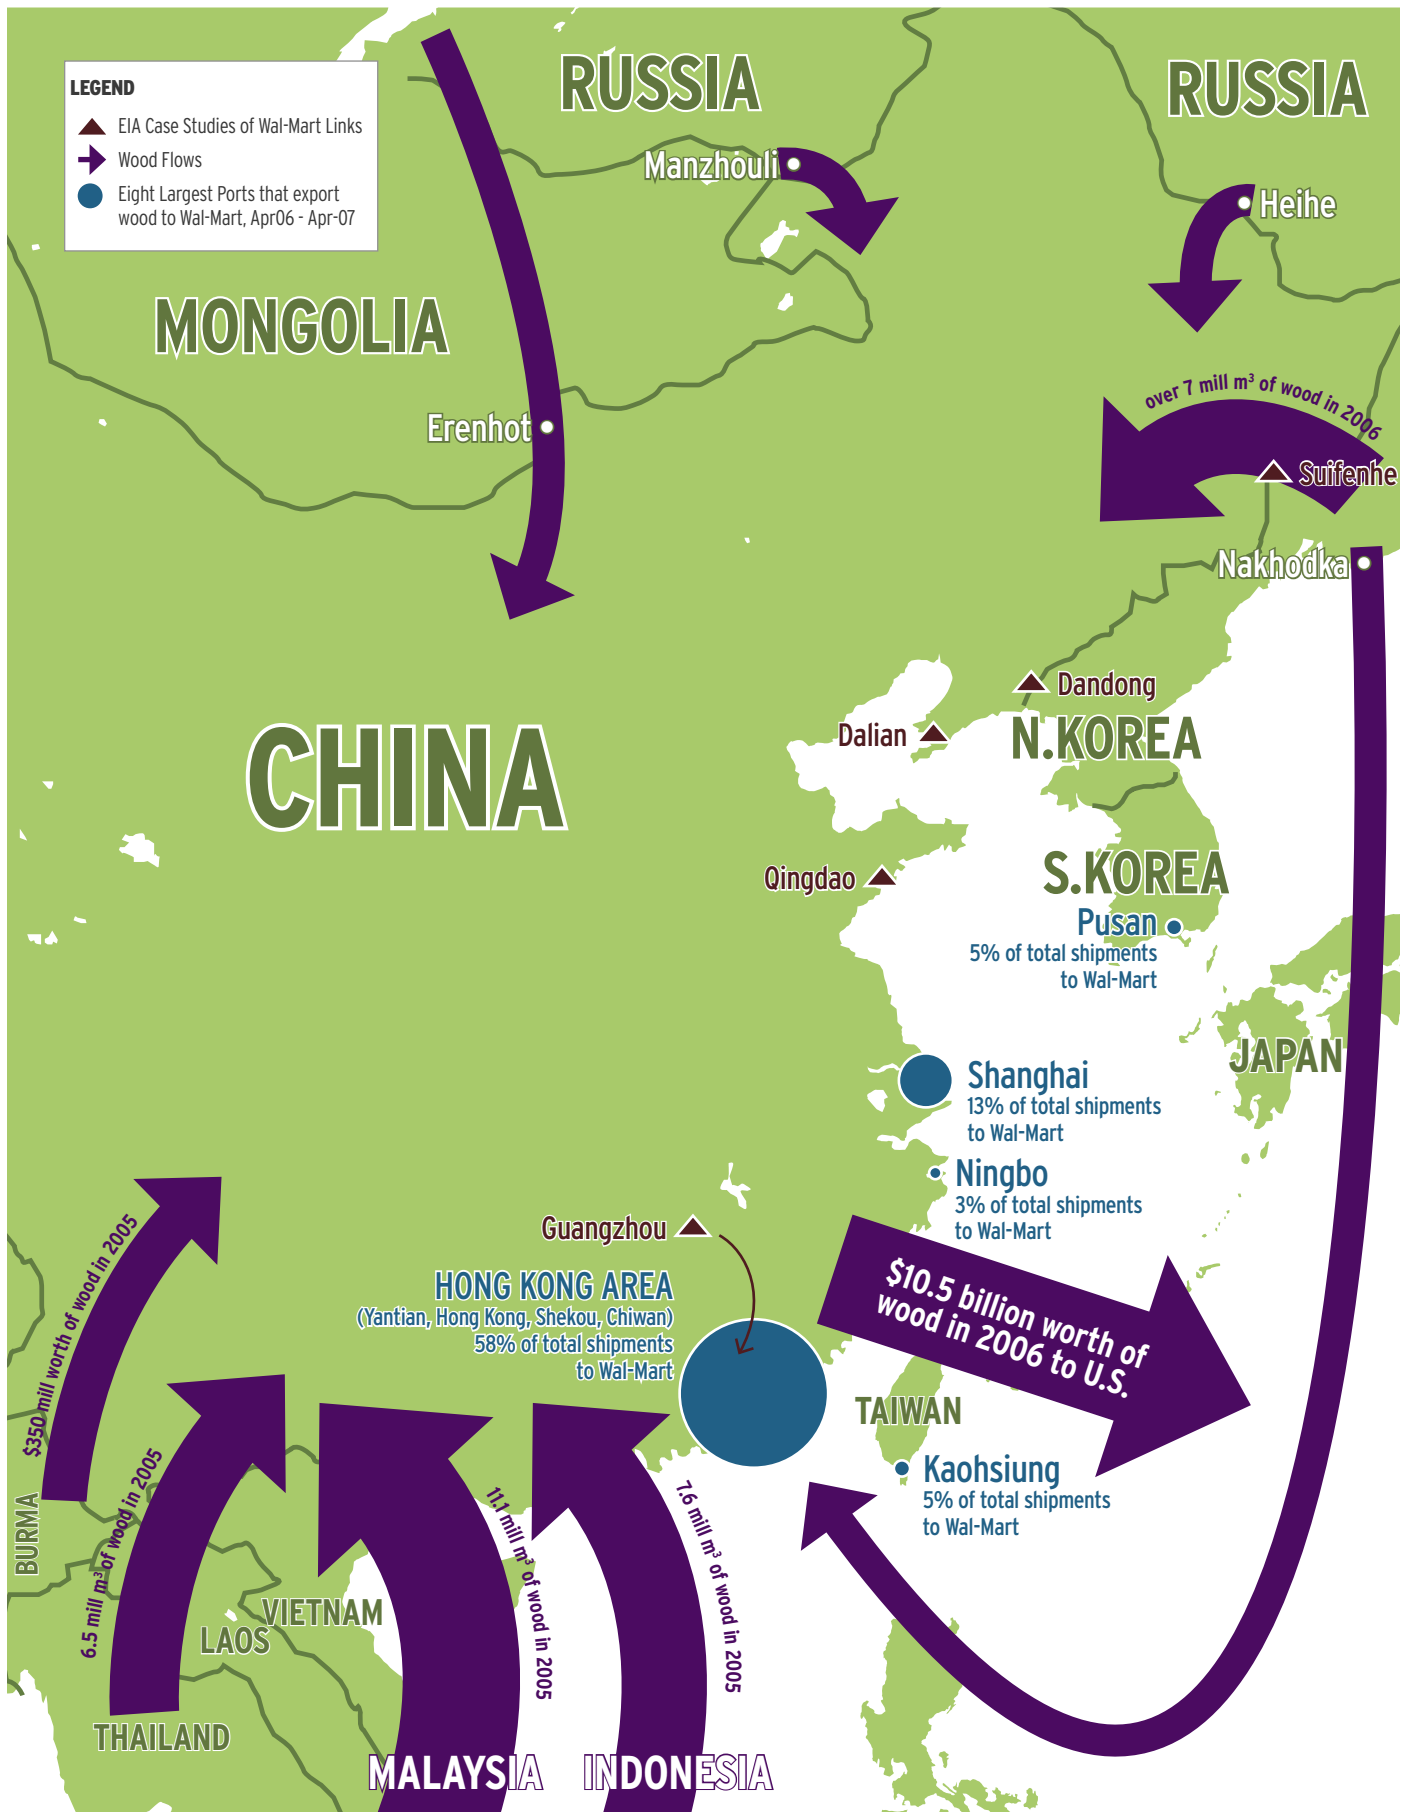 LEGEND
EIA Case Studies of Wal-Mart Links
Wood Flows
Eight Largest Ports that export
wood to Wal-Mart, Apr06 - Apr-07
RUSSIA
RUSSIA
Manzhouli
Heihe
MONGOLIA
Erenhot
over 7 mill m³ of wood in 2006
Suifenhe
Nakhodka
Dandong
Dalian
N.KOREA
CHINA
Qingdao
S.KOREA
Pusan
5% of total shipments
to Wal-Mart
JAPAN
Shanghai
13% of total shipments
to Wal-Mart
Ningbo
3% of total shipments
to Wal-Mart
Guangzhou
HONG KONG AREA
(Yantian, Hong Kong, Shekou, Chiwan)
58% of total shipments
to Wal-Mart
$10.5 billion worth of
wood in 2006 to U.S.
TAIWAN
Kaohsiung
5% of total shipments
to Wal-Mart
$350 mill worth of wood in 2005
BURMA
6.5 mill m³ of wood in 2005
11.1 mill m³ of wood in 2005
7.6 mill m³ of wood in 2005
VIETNAM
LAOS
THAILAND
MALAYSIA
INDONESIA